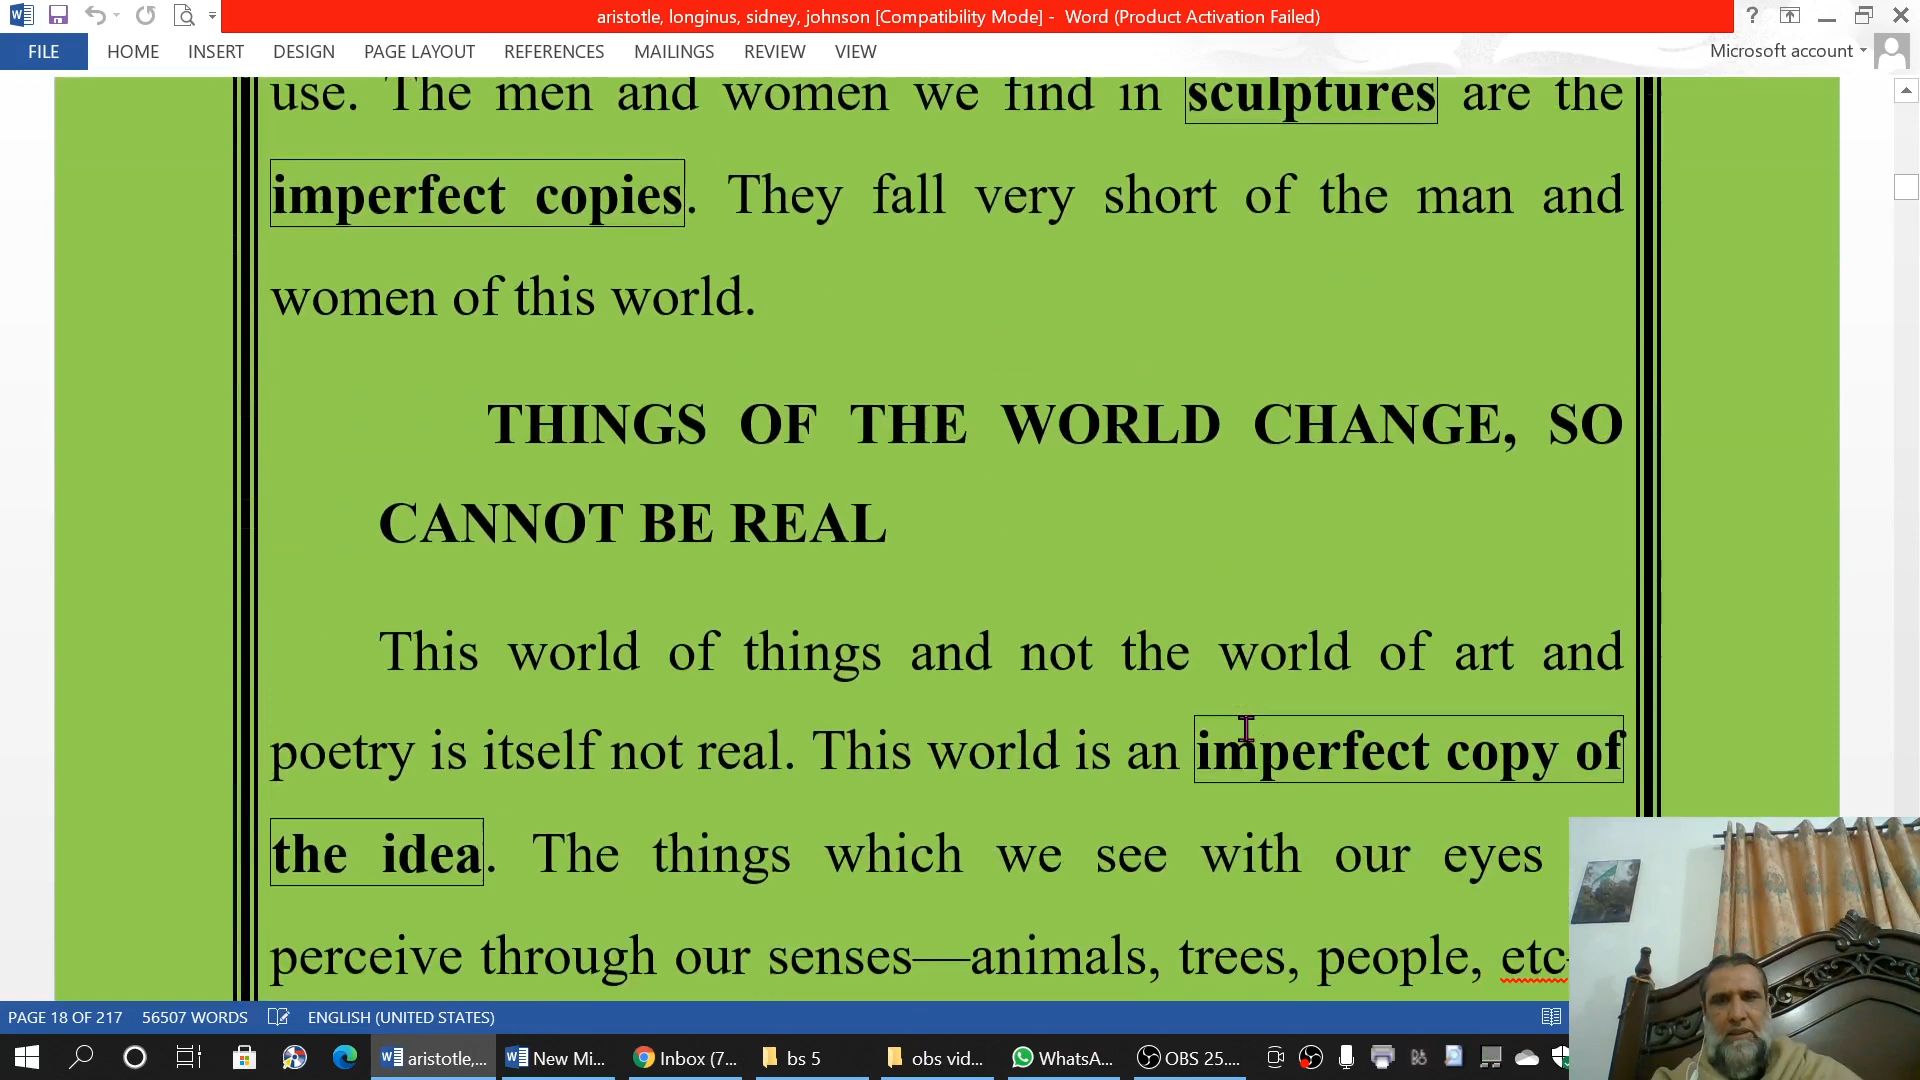 aristotle, longinus, sidney, johnson [Compatibility Mode] - Word (Product Activation Failed)
FILE HOME INSERT DESIGN PAGE LAYOUT REFERENCES MAILINGS REVIEW VIEW Microsoft account
use. The men and women we find in sculptures are the
imperfect copies. They fall very short of the man and
women of this world.
THINGS OF THE WORLD CHANGE, SO
CANNOT BE REAL
This world of things and not the world of art and
poetry is itself not real. This world is an imperfect copy of
the idea. The things which we see with our eyes
perceive through our senses—animals, trees, people, etc
PAGE 18 OF 217 56507 WORDS ENGLISH (UNITED STATES)
aristotle,... New Mi... Inbox (7... bs 5 obs vid... WhatsA... OBS 25....